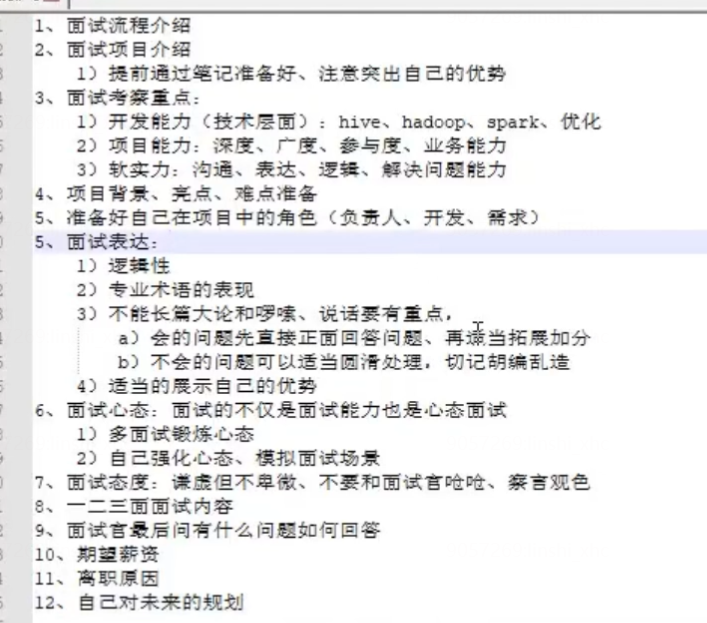 1、面试流程介绍
2、面试项目介绍
1）提前通过笔记准备好、注意突出自己的优势
3、面试考察重点：
1）开发能力（技术层面）：hive、hadoop、spark、优化
2）项目能力：深度、广度、参与度、业务能力
3）软实力：沟通、表达、逻辑、解决问题能力
4、项目背景、亮点、难点准备
5、准备好自己在项目中的角色（负责人、开发、需求）
5、面试表达：
1）逻辑性
2）专业术语的表现
3）不能长篇大论和啰嗦、说话要有重点，
a）会的问题先直接正面回答问题、再适当拓展加分
b）不会的问题可以适当圆滑处理，切记胡编乱造
4）适当的展示自己的优势
6、面试心态：面试的不仅是面试能力也是心态面试
1）多面试锻炼心态
2）自己强化心态、模拟面试场景
7、面试态度：谦虚但不卑微、不要和面试官呛呛、察言观色
8、一二三面面试内容
9、面试官最后问有什么问题如何回答
10、期望薪资
11、离职原因
12、自己对未来的规划